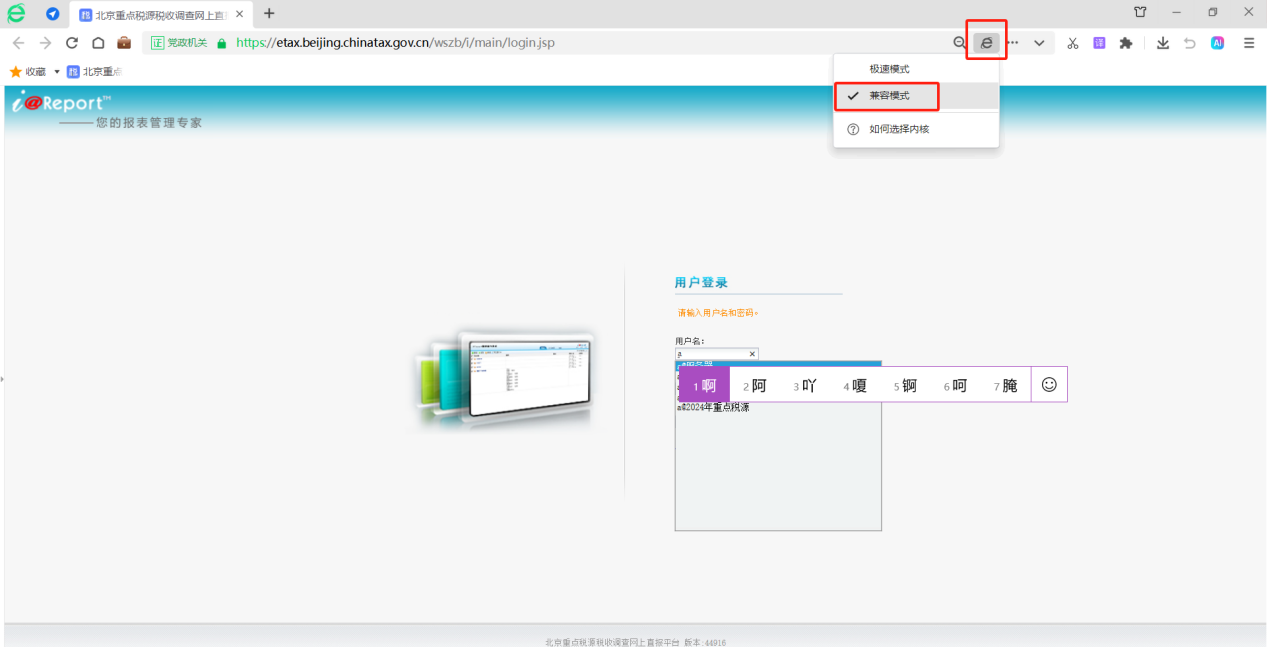 北京重点税源税收调查网上直报
https://etax.beijing.chinatax.gov.cn/wszb/i/main/login.jsp
证 党政机关
译
AI
收藏
北京重点
极速模式
兼容模式
如何选择内核
i@Report™
——您的报表管理专家
用户登录
请输入用户名和密码»
用户名:
a
1 啊 2 阿 3 吖 4 嗄 5 锕 6 呵 7 腌
a@2024年重点税源
北京重点税源税收调查网上直报平台 版本:44916